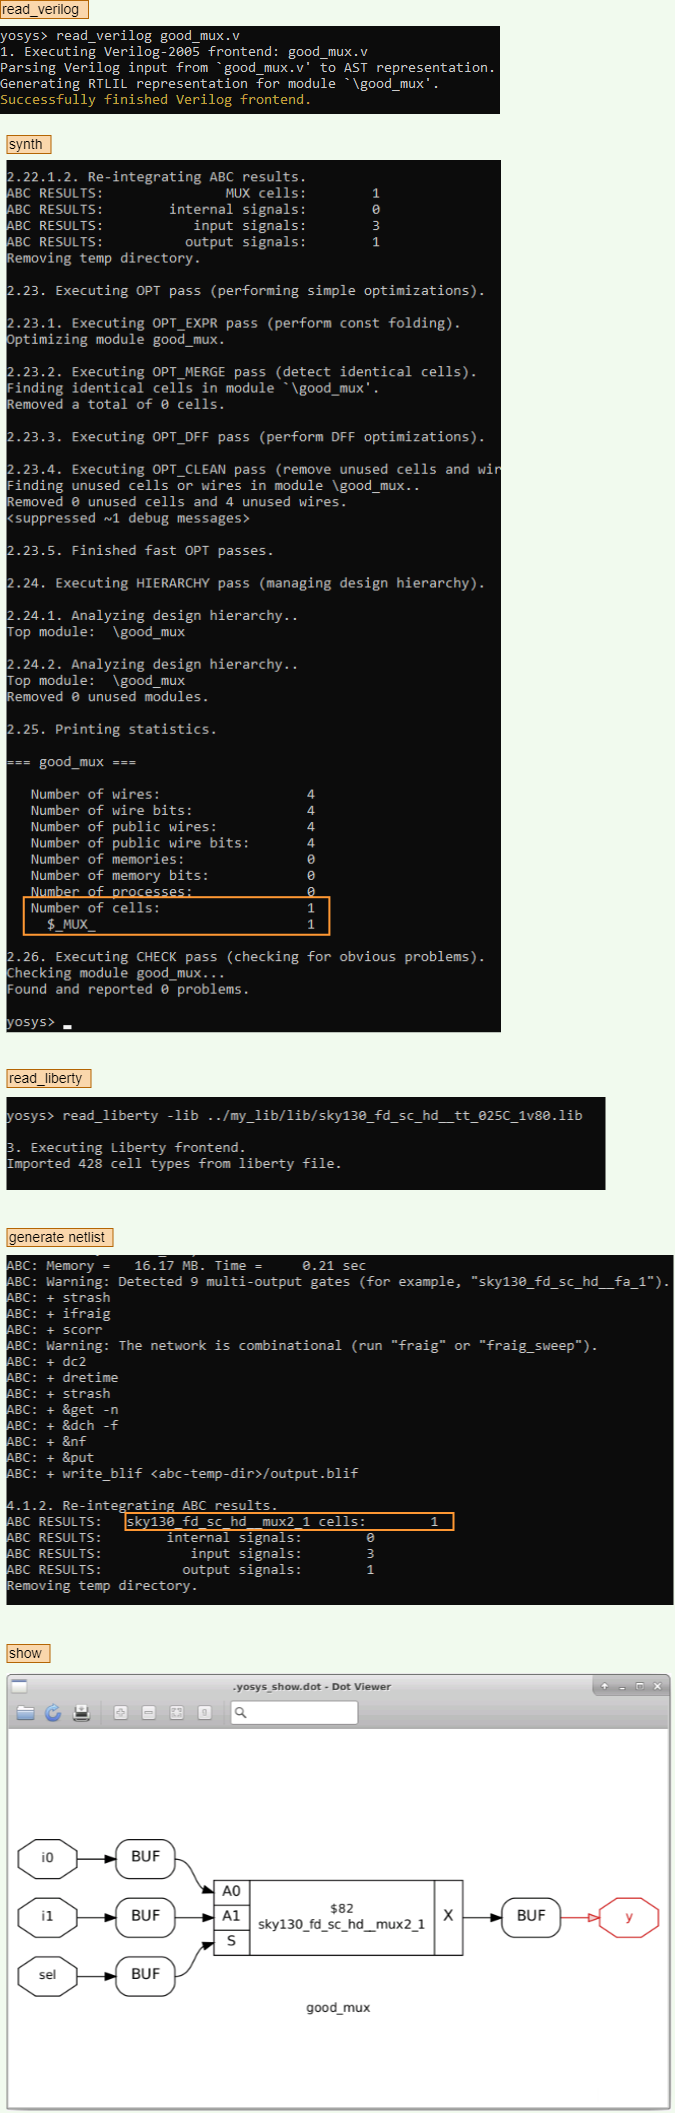 read_verilog
yosys> read_verilog good_mux.v
1. Executing Verilog-2005 frontend: good_mux.v
Parsing Verilog input from `good_mux.v' to AST representation.
Generating RTLIL representation for module `\good_mux'.
Successfully finished Verilog frontend.
synth
2.22.1.2. Re-integrating ABC results.
ABC RESULTS:               MUX cells:        1
ABC RESULTS:        internal signals:        0
ABC RESULTS:           input signals:        3
ABC RESULTS:          output signals:        1
Removing temp directory.
2.23. Executing OPT pass (performing simple optimizations).
2.23.1. Executing OPT_EXPR pass (perform const folding).
Optimizing module good_mux.
2.23.2. Executing OPT_MERGE pass (detect identical cells).
Finding identical cells in module `\good_mux'.
Removed a total of 0 cells.
2.23.3. Executing OPT_DFF pass (perform DFF optimizations).
2.23.4. Executing OPT_CLEAN pass (remove unused cells and wir
Finding unused cells or wires in module \good_mux..
Removed 0 unused cells and 4 unused wires.
<suppressed ~1 debug messages>
2.23.5. Finished fast OPT passes.
2.24. Executing HIERARCHY pass (managing design hierarchy).
2.24.1. Analyzing design hierarchy..
Top module:  \good_mux
2.24.2. Analyzing design hierarchy..
Top module:  \good_mux
Removed 0 unused modules.
2.25. Printing statistics.
=== good_mux ===
Number of wires:                  4
Number of wire bits:              4
Number of public wires:           4
Number of public wire bits:       4
Number of memories:               0
Number of memory bits:            0
Number of processes:              0
Number of cells:                  1
$_MUX_                          1
2.26. Executing CHECK pass (checking for obvious problems).
Checking module good_mux...
Found and reported 0 problems.
yosys>
read_liberty
yosys> read_liberty -lib ../my_lib/lib/sky130_fd_sc_hd__tt_025C_1v80.lib
3. Executing Liberty frontend.
Imported 428 cell types from liberty file.
generate netlist
ABC: Memory =   16.17 MB. Time =     0.21 sec
ABC: Warning: Detected 9 multi-output gates (for example, "sky130_fd_sc_hd__fa_1").
ABC: + strash
ABC: + ifraig
ABC: + scorr
ABC: Warning: The network is combinational (run "fraig" or "fraig_sweep").
ABC: + dc2
ABC: + dretime
ABC: + strash
ABC: + &get -n
ABC: + &dch -f
ABC: + &nf
ABC: + &put
ABC: + write_blif <abc-temp-dir>/output.blif
4.1.2. Re-integrating ABC results.
ABC RESULTS:   sky130_fd_sc_hd__mux2_1 cells:        1
ABC RESULTS:        internal signals:        0
ABC RESULTS:           input signals:        3
ABC RESULTS:          output signals:        1
Removing temp directory.
show
.yosys_show.dot - Dot Viewer
i0 BUF
A0
i1 BUF A1 $82 X BUF y
sky130_fd_sc_hd__mux2_1
S
sel BUF
good_mux